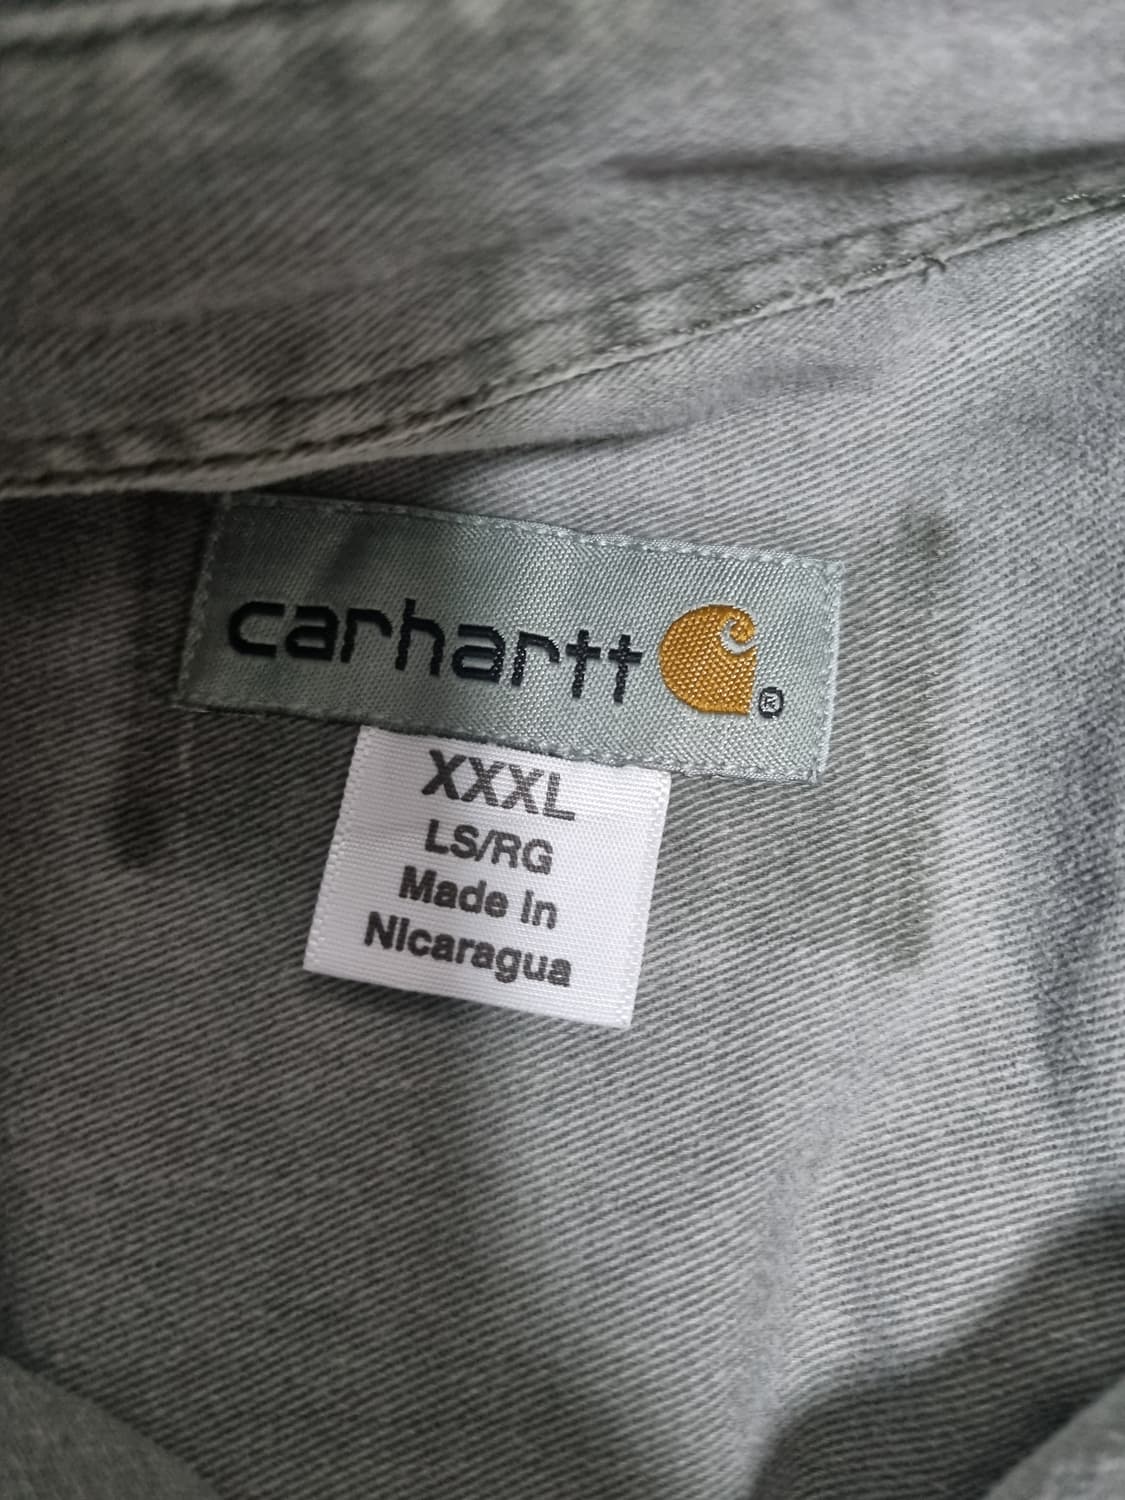 carhartt ®
XXXL
LS/RG
Made in
Nicaragua